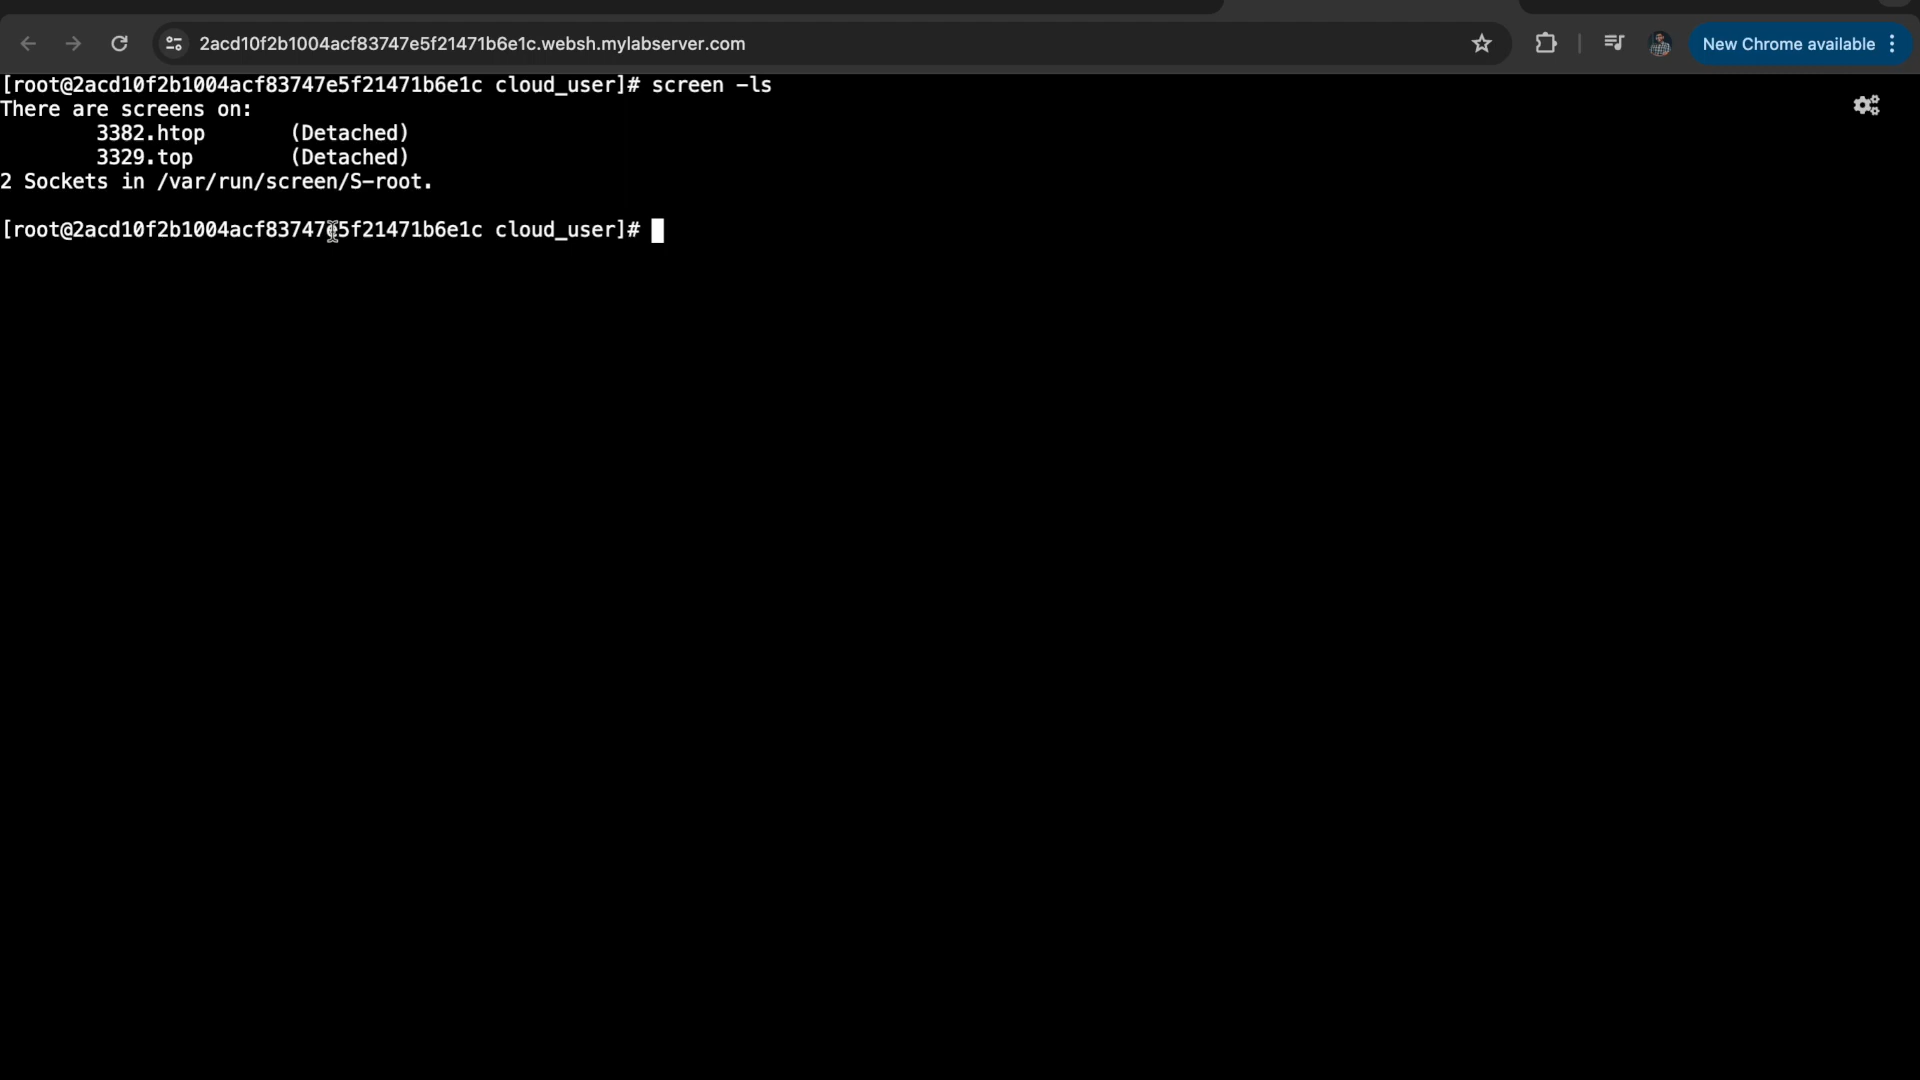 2acd10f2b1004acf83747e5f21471b6e1c.websh.mylabserver.com
New Chrome available
[root@2acd10f2b1004acf83747e5f21471b6e1c cloud_user]# screen -ls
There are screens on:
3382.htop (Detached)
3329.top (Detached)
2 Sockets in /var/run/screen/S-root.
[root@2acd10f2b1004acf83747e5f21471b6e1c cloud_user]#